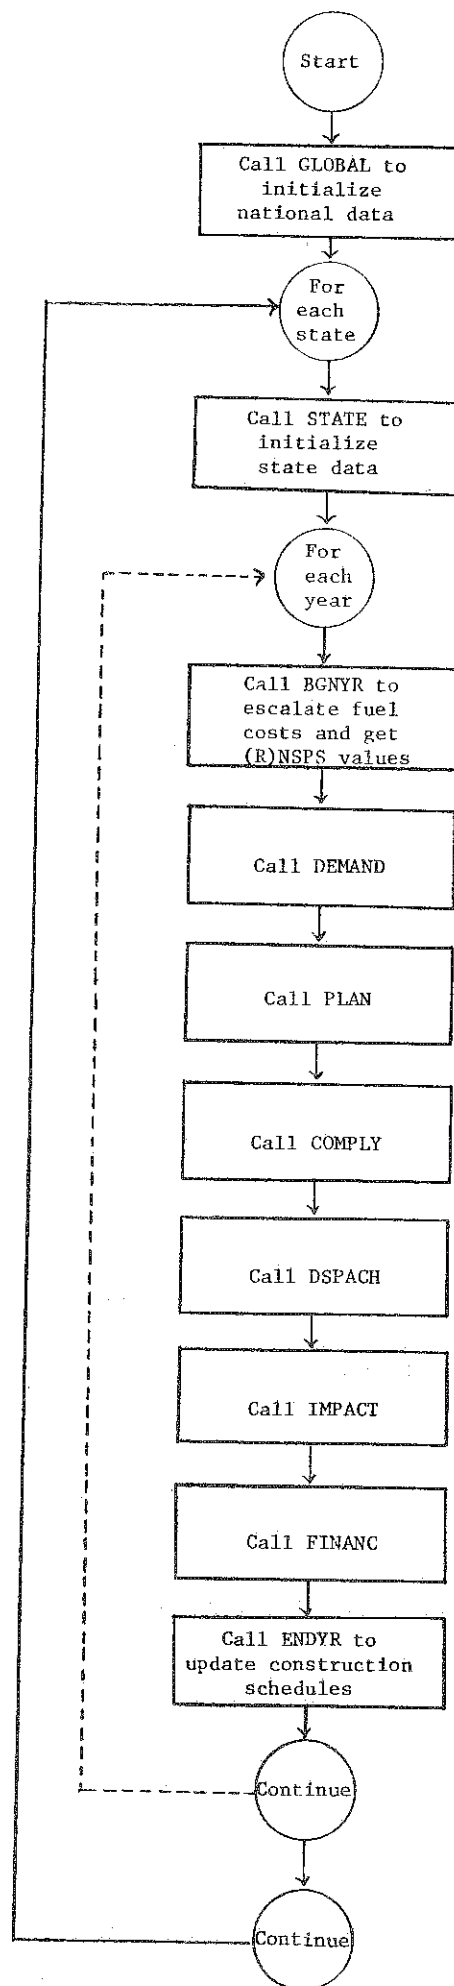 Start
Call GLOBAL to
initialize
national data
For
each
state
Call STATE to
initialize
state data
For
each
year
Call BGNYR to
escalate fuel
costs and get
(R)NSPS values
Call DEMAND
Call PLAN
Call COMPLY
Call DSPACH
Call IMPACT
Call FINANC
Call ENDYR to
update construction
schedules
Continue
Continue